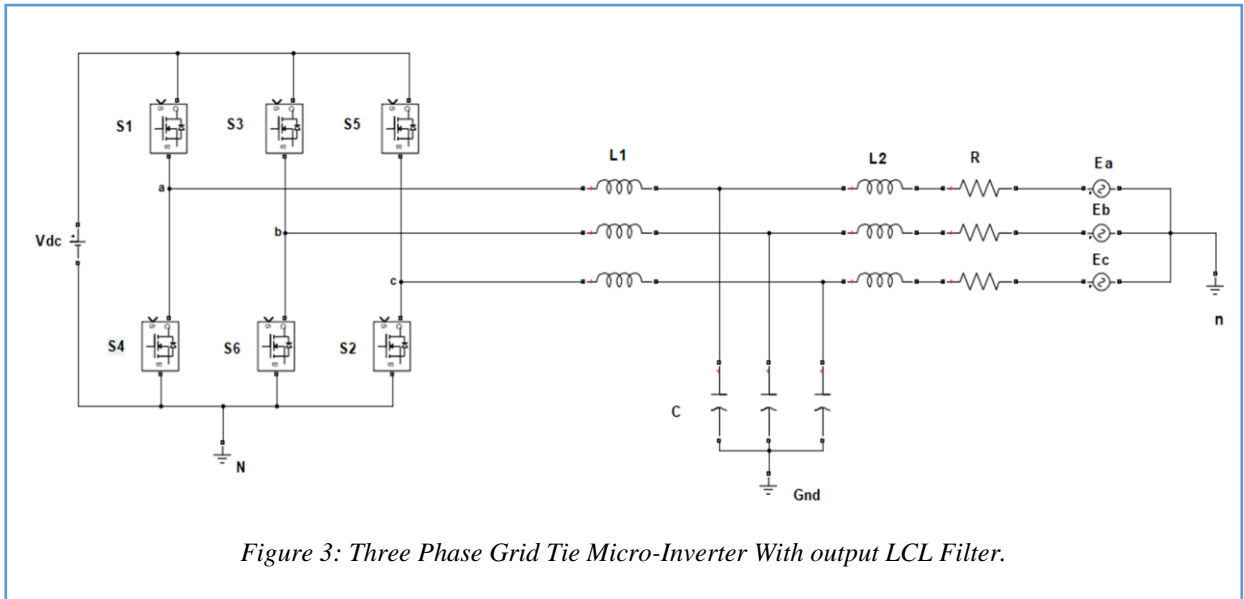 S1 S3 S5
L1 L2 R Ea
a
Eb
b
Vdc
Ec
c
n
S4 S6 S2
C
N
Gnd
Figure 3: Three Phase Grid Tie Micro-Inverter With output LCL Filter.